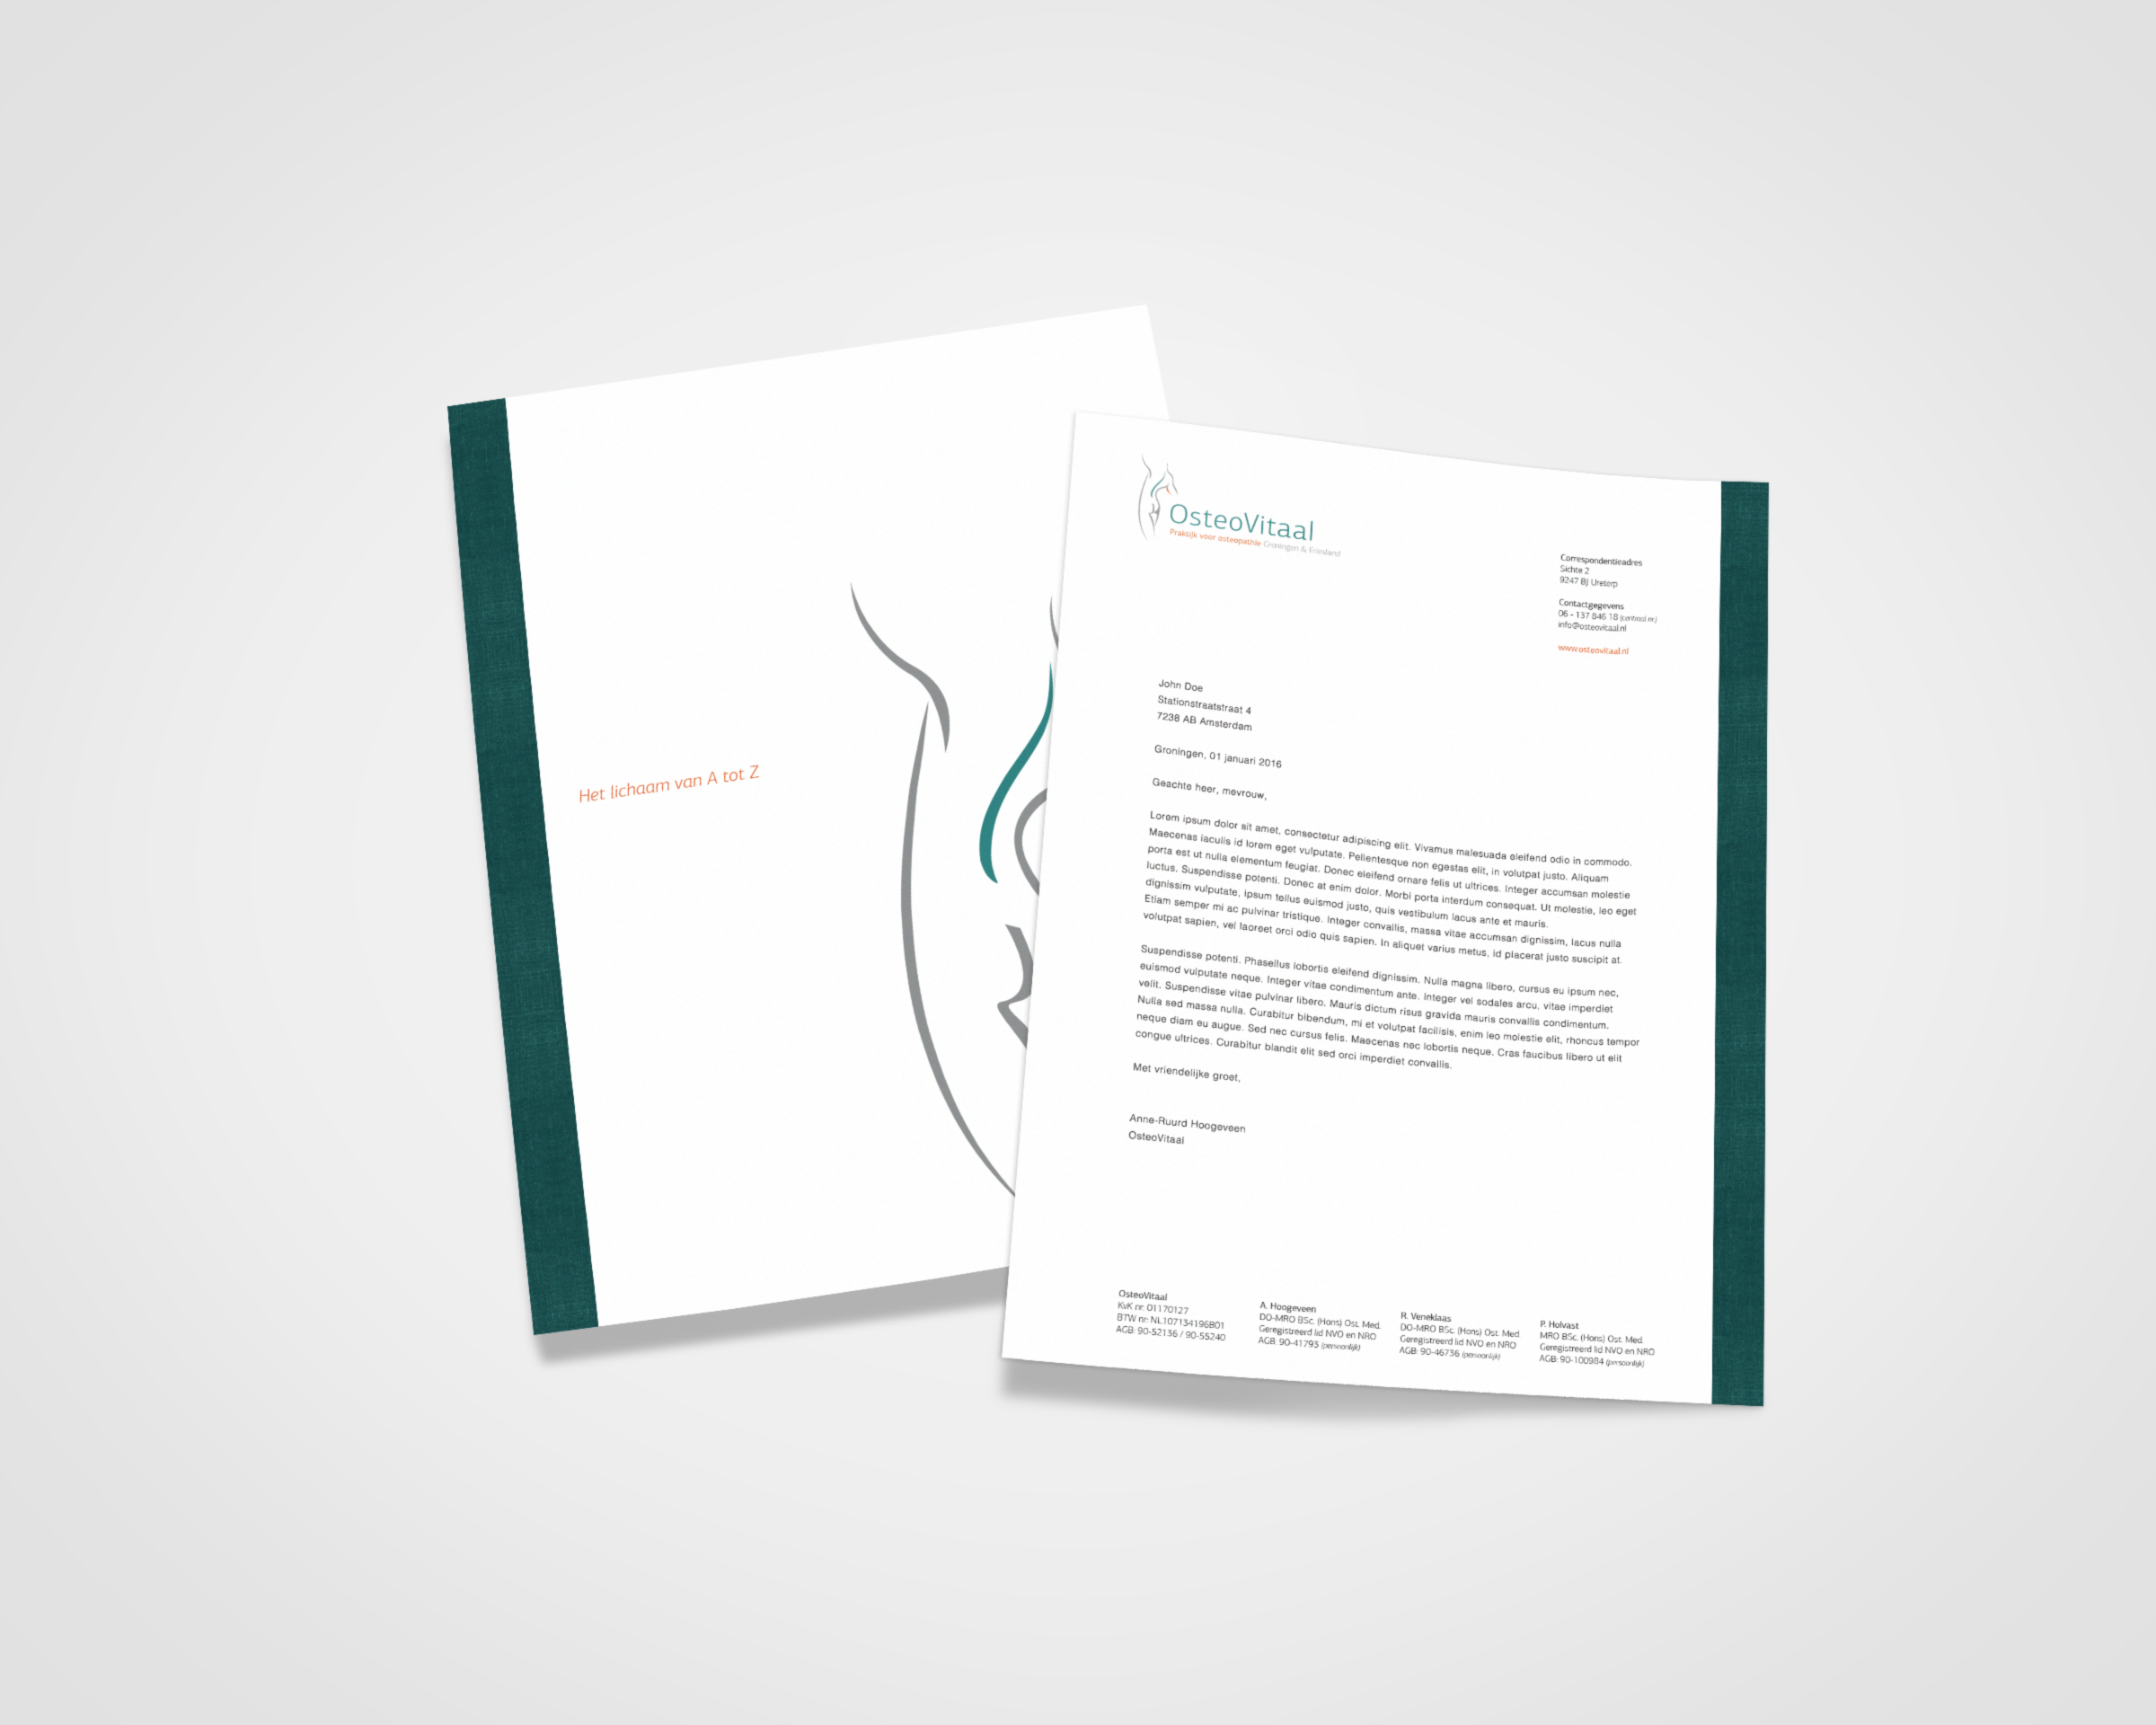 Het lichaam van A tot Z
OsteoVitaal
Praktijk voor osteopathie Groningen & Friesland
Correspondentieadres
Sichte 2
9247 BJ Ureterp
Contactgegevens
06 - 137 846 18 (centraal nr.)
info@osteovitaal.nl
www.osteovitaal.nl
John Doe
Stationstraatstraat 4
7238 AB Amsterdam
Groningen, 01 januari 2016
Geachte heer, mevrouw,
Lorem ipsum dolor sit amet, consectetur adipiscing elit. Vivamus malesuada eleifend odio in commodo.
Maecenas iaculis id lorem eget vulputate. Pellentesque non egestas elit, in volutpat justo. Aliquam
porta est ut nulla elementum feugiat. Donec eleifend ornare felis ut ultrices. Integer accumsan molestie
luctus. Suspendisse potenti. Donec at enim dolor. Morbi porta interdum consequat. Ut molestie, leo eget
dignissim vulputate, ipsum tellus euismod justo, quis vestibulum lacus ante et mauris.
Etiam semper mi ac pulvinar tristique. Integer convallis, massa vitae accumsan dignissim, lacus nulla
volutpat sapien, vel laoreet orci odio quis sapien. In aliquet varius metus, id placerat justo suscipit at.
Suspendisse potenti. Phasellus lobortis eleifend dignissim. Nulla magna libero, cursus eu ipsum nec,
euismod vulputate neque. Integer vitae condimentum ante. Integer vel sodales arcu, vitae imperdiet
velit. Suspendisse vitae pulvinar libero. Mauris dictum risus gravida mauris convallis condimentum.
Nulla sed massa nulla. Curabitur bibendum, mi et volutpat facilisis, enim leo molestie elit, rhoncus tempor
neque diam eu augue. Sed nec cursus felis. Maecenas nec lobortis neque. Cras faucibus libero ut elit
congue ultrices. Curabitur blandit elit sed orci imperdiet convallis.
Met vriendelijke groet,
Anne-Ruurd Hoogeveen
OsteoVitaal
OsteoVitaal
KvK nr: 01170127
BTW nr: NL107134196B01
AGB: 90-52136 / 90-55240
A. Hoogeveen
DO-MRO BSc. (Hons) Ost. Med.
Geregistreerd lid NVO en NRO
AGB: 90-41793 (persoonlijk)
R. Veneklaas
DO-MRO BSc. (Hons) Ost. Med.
Geregistreerd lid NVO en NRO
AGB: 90-46736 (persoonlijk)
P. Holvast
MRO BSc. (Hons) Ost. Med.
Geregistreerd lid NVO en NRO
AGB: 90-100984 (persoonlijk)